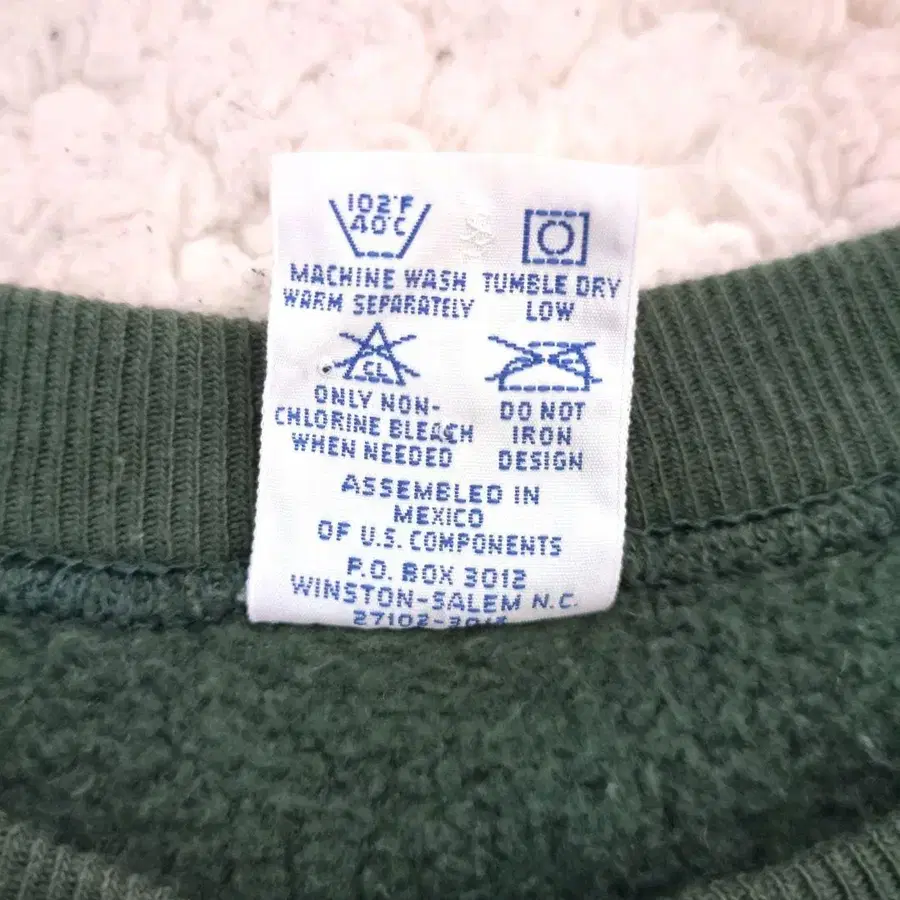 102°F
40°C
MACHINE WASH
WARM SEPARATELY
TUMBLE DRY
LOW
CL
ONLY NON-
CHLORINE BLEACH
WHEN NEEDED
DO NOT
IRON
DESIGN
ASSEMBLED IN
MEXICO
OF U.S. COMPONENTS
P.O. BOX 3012
WINSTON-SALEM N.C.